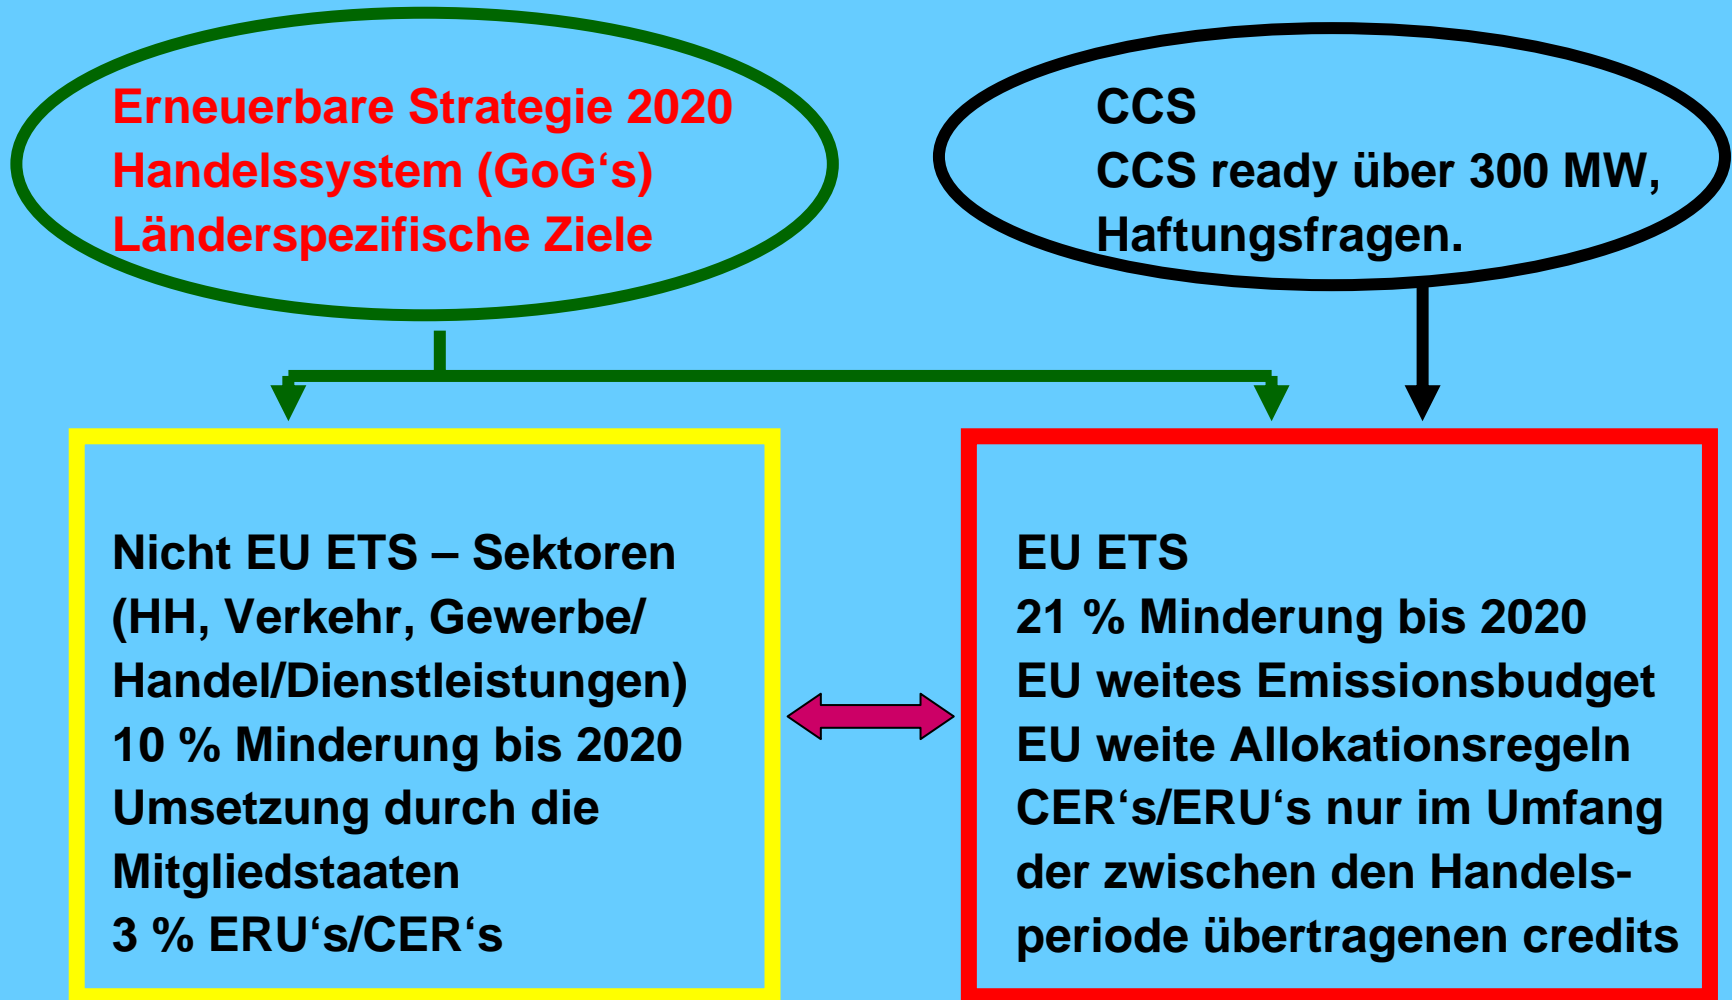 Erneuerbare Strategie 2020
Handelssystem (GoG‘s)
Länderspezifische Ziele
CCS
CCS ready über 300 MW,
Haftungsfragen.
Nicht EU ETS – Sektoren
(HH, Verkehr, Gewerbe/
Handel/Dienstleistungen)
10 % Minderung bis 2020
Umsetzung durch die
Mitgliedstaaten
3 % ERU‘s/CER‘s
EU ETS
21 % Minderung bis 2020
EU weites Emissionsbudget
EU weite Allokationsregeln
CER‘s/ERU‘s nur im Umfang
der zwischen den Handels-
periode übertragenen credits